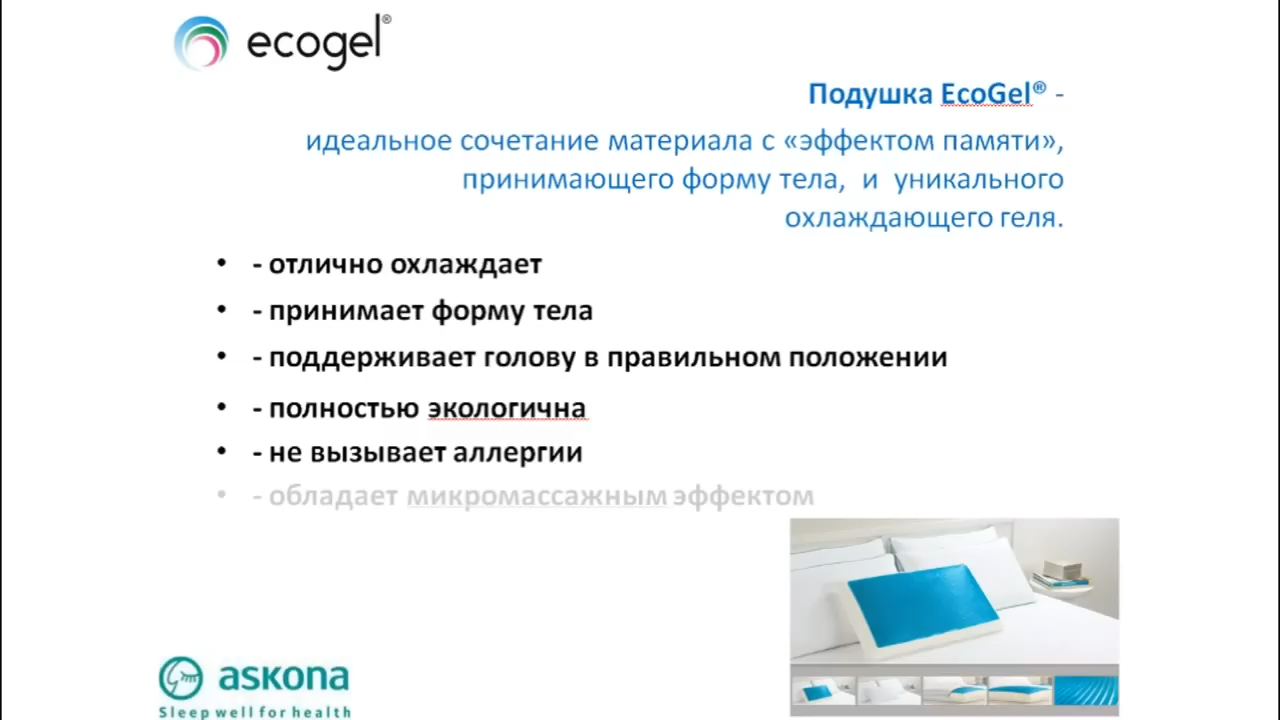 ecogel®
Подушка EcoGel® -
идеальное сочетание материала с «эффектом памяти»,
принимающего форму тела, и уникального
охлаждающего геля.
• - отлично охлаждает
• - принимает форму тела
• - поддерживает голову в правильном положении
• - полностью экологична
• - не вызывает аллергии
• - обладает микромассажным эффектом
askona
Sleep well for health